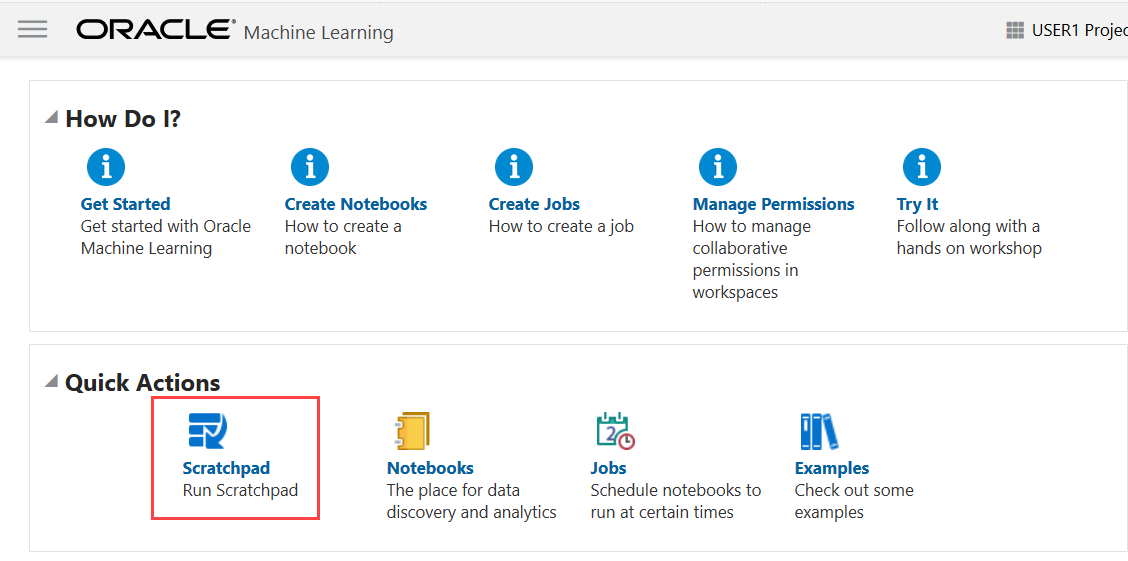 ORACLE® Machine Learning
USER1 Projec
How Do I?
Get Started
Get started with Oracle
Machine Learning
Create Notebooks
How to create a
notebook
Create Jobs
How to create a job
Manage Permissions
How to manage
collaborative
permissions in
workspaces
Try It
Follow along with a
hands on workshop
Quick Actions
Scratchpad
Run Scratchpad
Notebooks
The place for data
discovery and analytics
2
Jobs
Schedule notebooks to
run at certain times
Examples
Check out some
examples